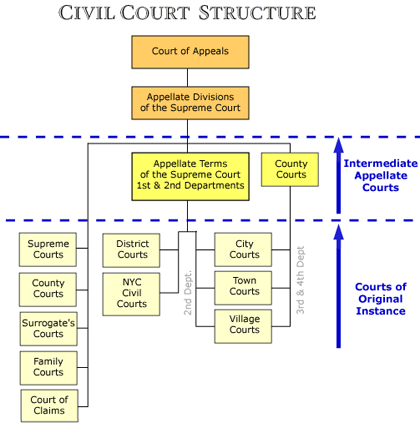 CIVIL COURT STRUCTURE
Court of Appeals
Appellate Divisions
of the Supreme Court
Appellate Terms
of the Supreme Court
1st & 2nd Departments
County
Courts
Intermediate
Appellate
Courts
Supreme
Courts
County
Courts
Surrogate's
Courts
Family
Courts
Court of
Claims
District
Courts
NYC
Civil
Courts
2nd Dept.
City
Courts
Town
Courts
Village
Courts
3rd & 4th Dept
Courts of
Original
Instance